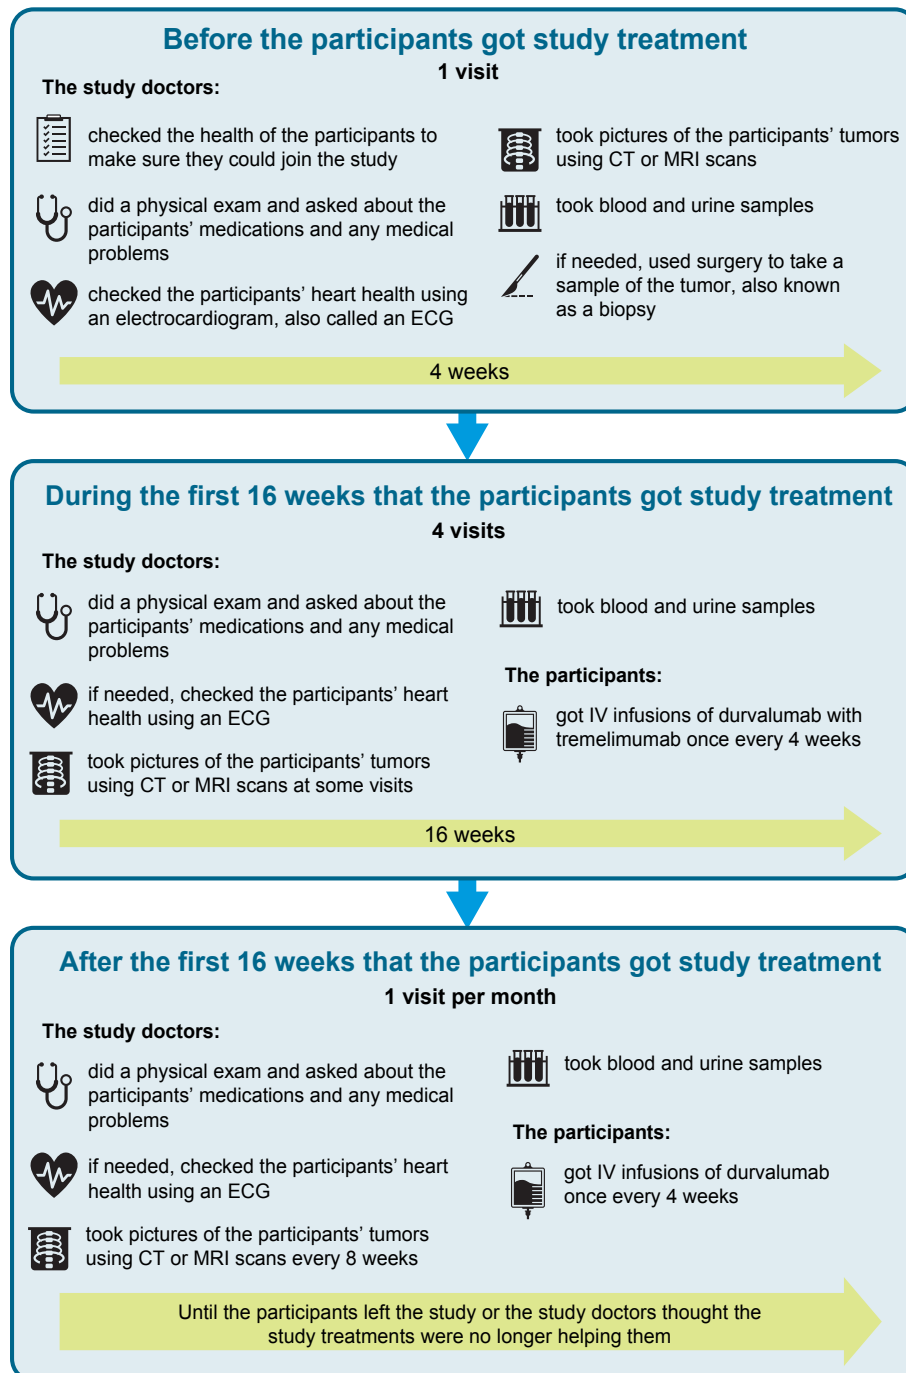 Before the participants got study treatment
1 visit
The study doctors:
checked the health of the participants to
make sure they could join the study
did a physical exam and asked about the
participants' medications and any medical
problems
checked the participants' heart health using
an electrocardiogram, also called an ECG
took pictures of the participants' tumors
using CT or MRI scans
took blood and urine samples
if needed, used surgery to take a
sample of the tumor, also known
as a biopsy
4 weeks
During the first 16 weeks that the participants got study treatment
4 visits
The study doctors:
did a physical exam and asked about the
participants' medications and any medical
problems
if needed, checked the participants' heart
health using an ECG
took pictures of the participants' tumors
using CT or MRI scans at some visits
took blood and urine samples
The participants:
got IV infusions of durvalumab with
tremelimumab once every 4 weeks
16 weeks
After the first 16 weeks that the participants got study treatment
1 visit per month
The study doctors:
did a physical exam and asked about the
participants' medications and any medical
problems
if needed, checked the participants' heart
health using an ECG
took pictures of the participants' tumors
using CT or MRI scans every 8 weeks
took blood and urine samples
The participants:
got IV infusions of durvalumab
once every 4 weeks
Until the participants left the study or the study doctors thought the
study treatments were no longer helping them